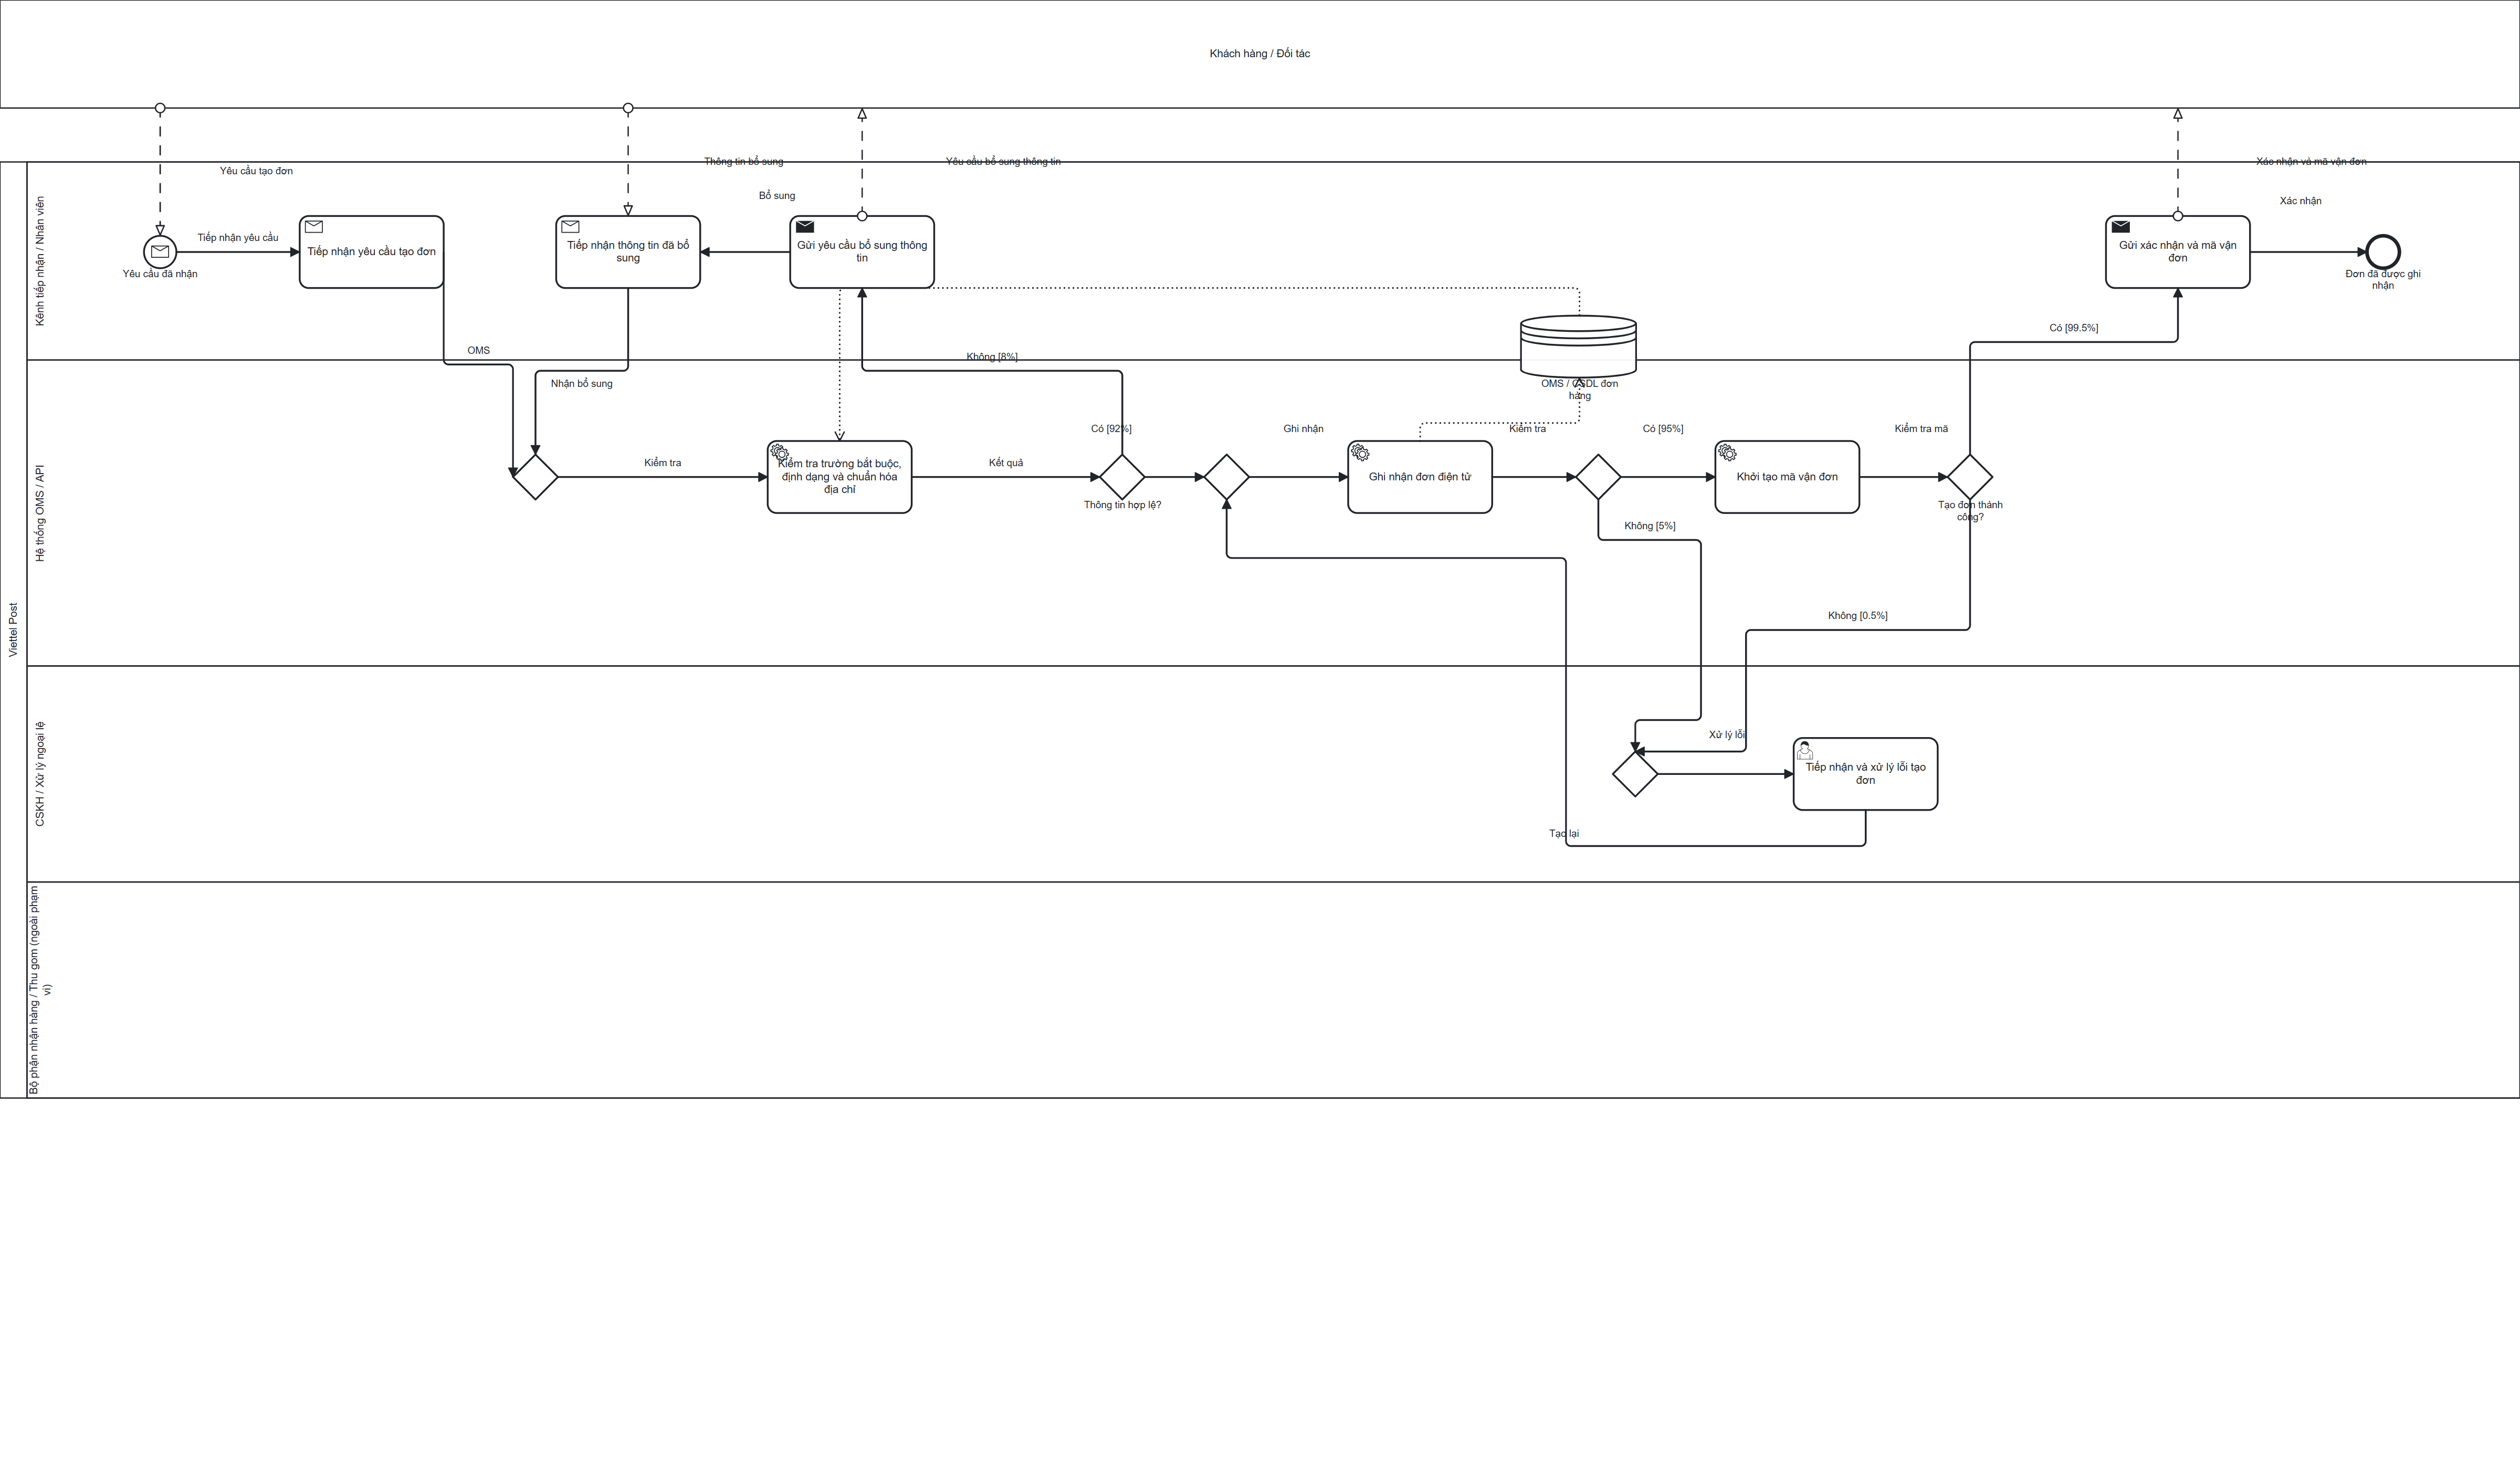 Khách hàng / Đối tác
Viettel Post
Kênh tiếp nhận / Nhân viên
Yêu cầu tạo đơn
Thông tin bổ sung
Yêu cầu bổ sung thông tin
Xác nhận và mã vận đơn
Bổ sung
Xác nhận
Tiếp nhận yêu cầu
Yêu cầu đã nhận
Tiếp nhận yêu cầu tạo đơn
Tiếp nhận thông tin đã bổ
sung
Gửi yêu cầu bổ sung thông
tin
Gửi xác nhận và mã vận
đơn
Đơn đã được ghi
nhận
Có [99.5%]
OMS
Không [8%]
Hệ thống OMS / API
Nhận bổ sung
OMS / CSDL đơn
hàng
Có [92%]
Ghi nhận
Kiểm tra
Có [95%]
Kiểm tra mã
Kiểm tra
Kiểm tra trường bắt buộc,
định dạng và chuẩn hóa
địa chỉ
Kết quả
Thông tin hợp lệ?
Ghi nhận đơn điện tử
Khởi tạo mã vận đơn
Tạo đơn thành
công?
Không [5%]
Không [0.5%]
CSKH / Xử lý ngoại lệ
Xử lý lỗi
Tiếp nhận và xử lý lỗi tạo
đơn
Tạo lại
Bộ phận nhận hàng / Thu gom (ngoài phạm
vi)